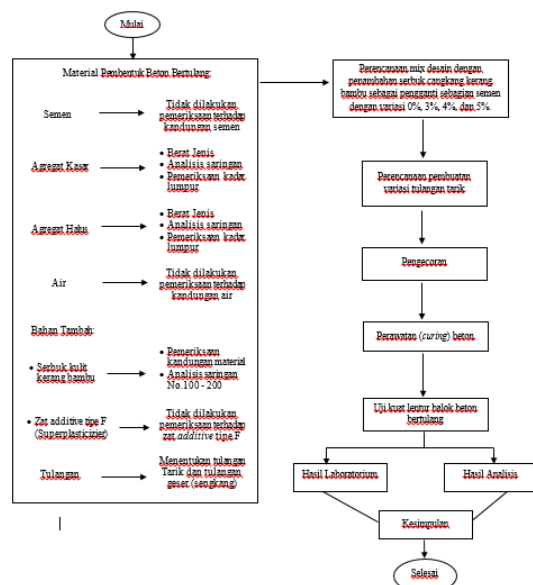 Mulai
Material Pembentuk Beton Bertulang:
Semen
Tidak dilakukan
pemeriksaan terhadap
kandungan semen
Agregat Kasar
• Berat Jenis
• Analisis saringan
• Pemeriksaan kadar
lumpur
Agregat Halus
• Berat Jenis
• Analisis saringan
• Pemeriksaan kadar
lumpur
Air
Tidak dilakukan
pemeriksaan terhadap
kandungan air
Bahan Tambah:
• Serbuk kulit
kerang bambu
• Pemeriksaan
kandungan material
• Analisis saringan
No.100 - 200
• Zat additive tipe F
(Superplasticizier)
Tidak dilakukan
pemeriksaan terhadap
zat additive tipe F
Tulangan
Menentukan tulangan
Tarik dan tulangan
geser (sengkang)
Perencanaan mix desain dengan
penambahan serbuk cangkang kerang
bambu sebagai pengganti sebagian semen
dengan variasi 0%, 3%, 4%, dan 5%.
Perencanaan pembuatan
variasi tulangan tarik
Pengecoran
Perawatan (curing) beton
Uji kuat lentur balok beton
bertulang
Hasil Laboratorium
Hasil Analisis
Kesimpulan
Selesai